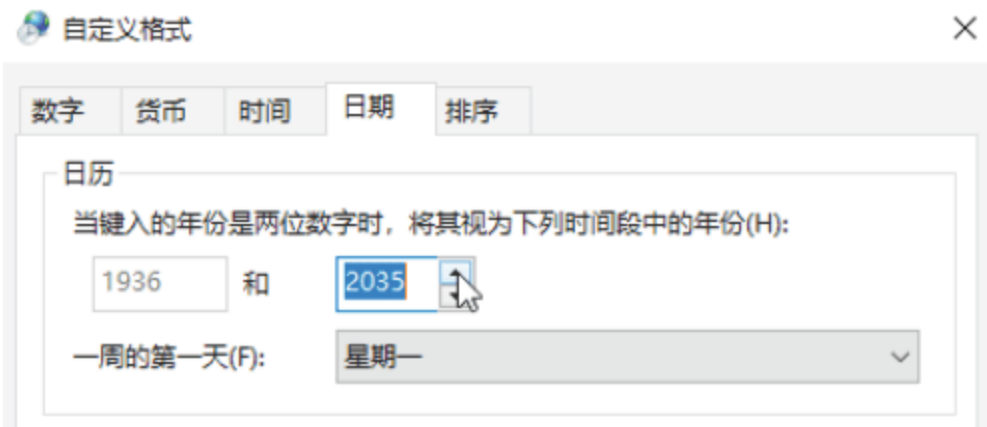 自定义格式
数字 货币 时间 日期 排序
日历
当键入的年份是两位数字时，将其视为下列时间段中的年份(H):
1936 和 2035
一周的第一天(F): 星期一